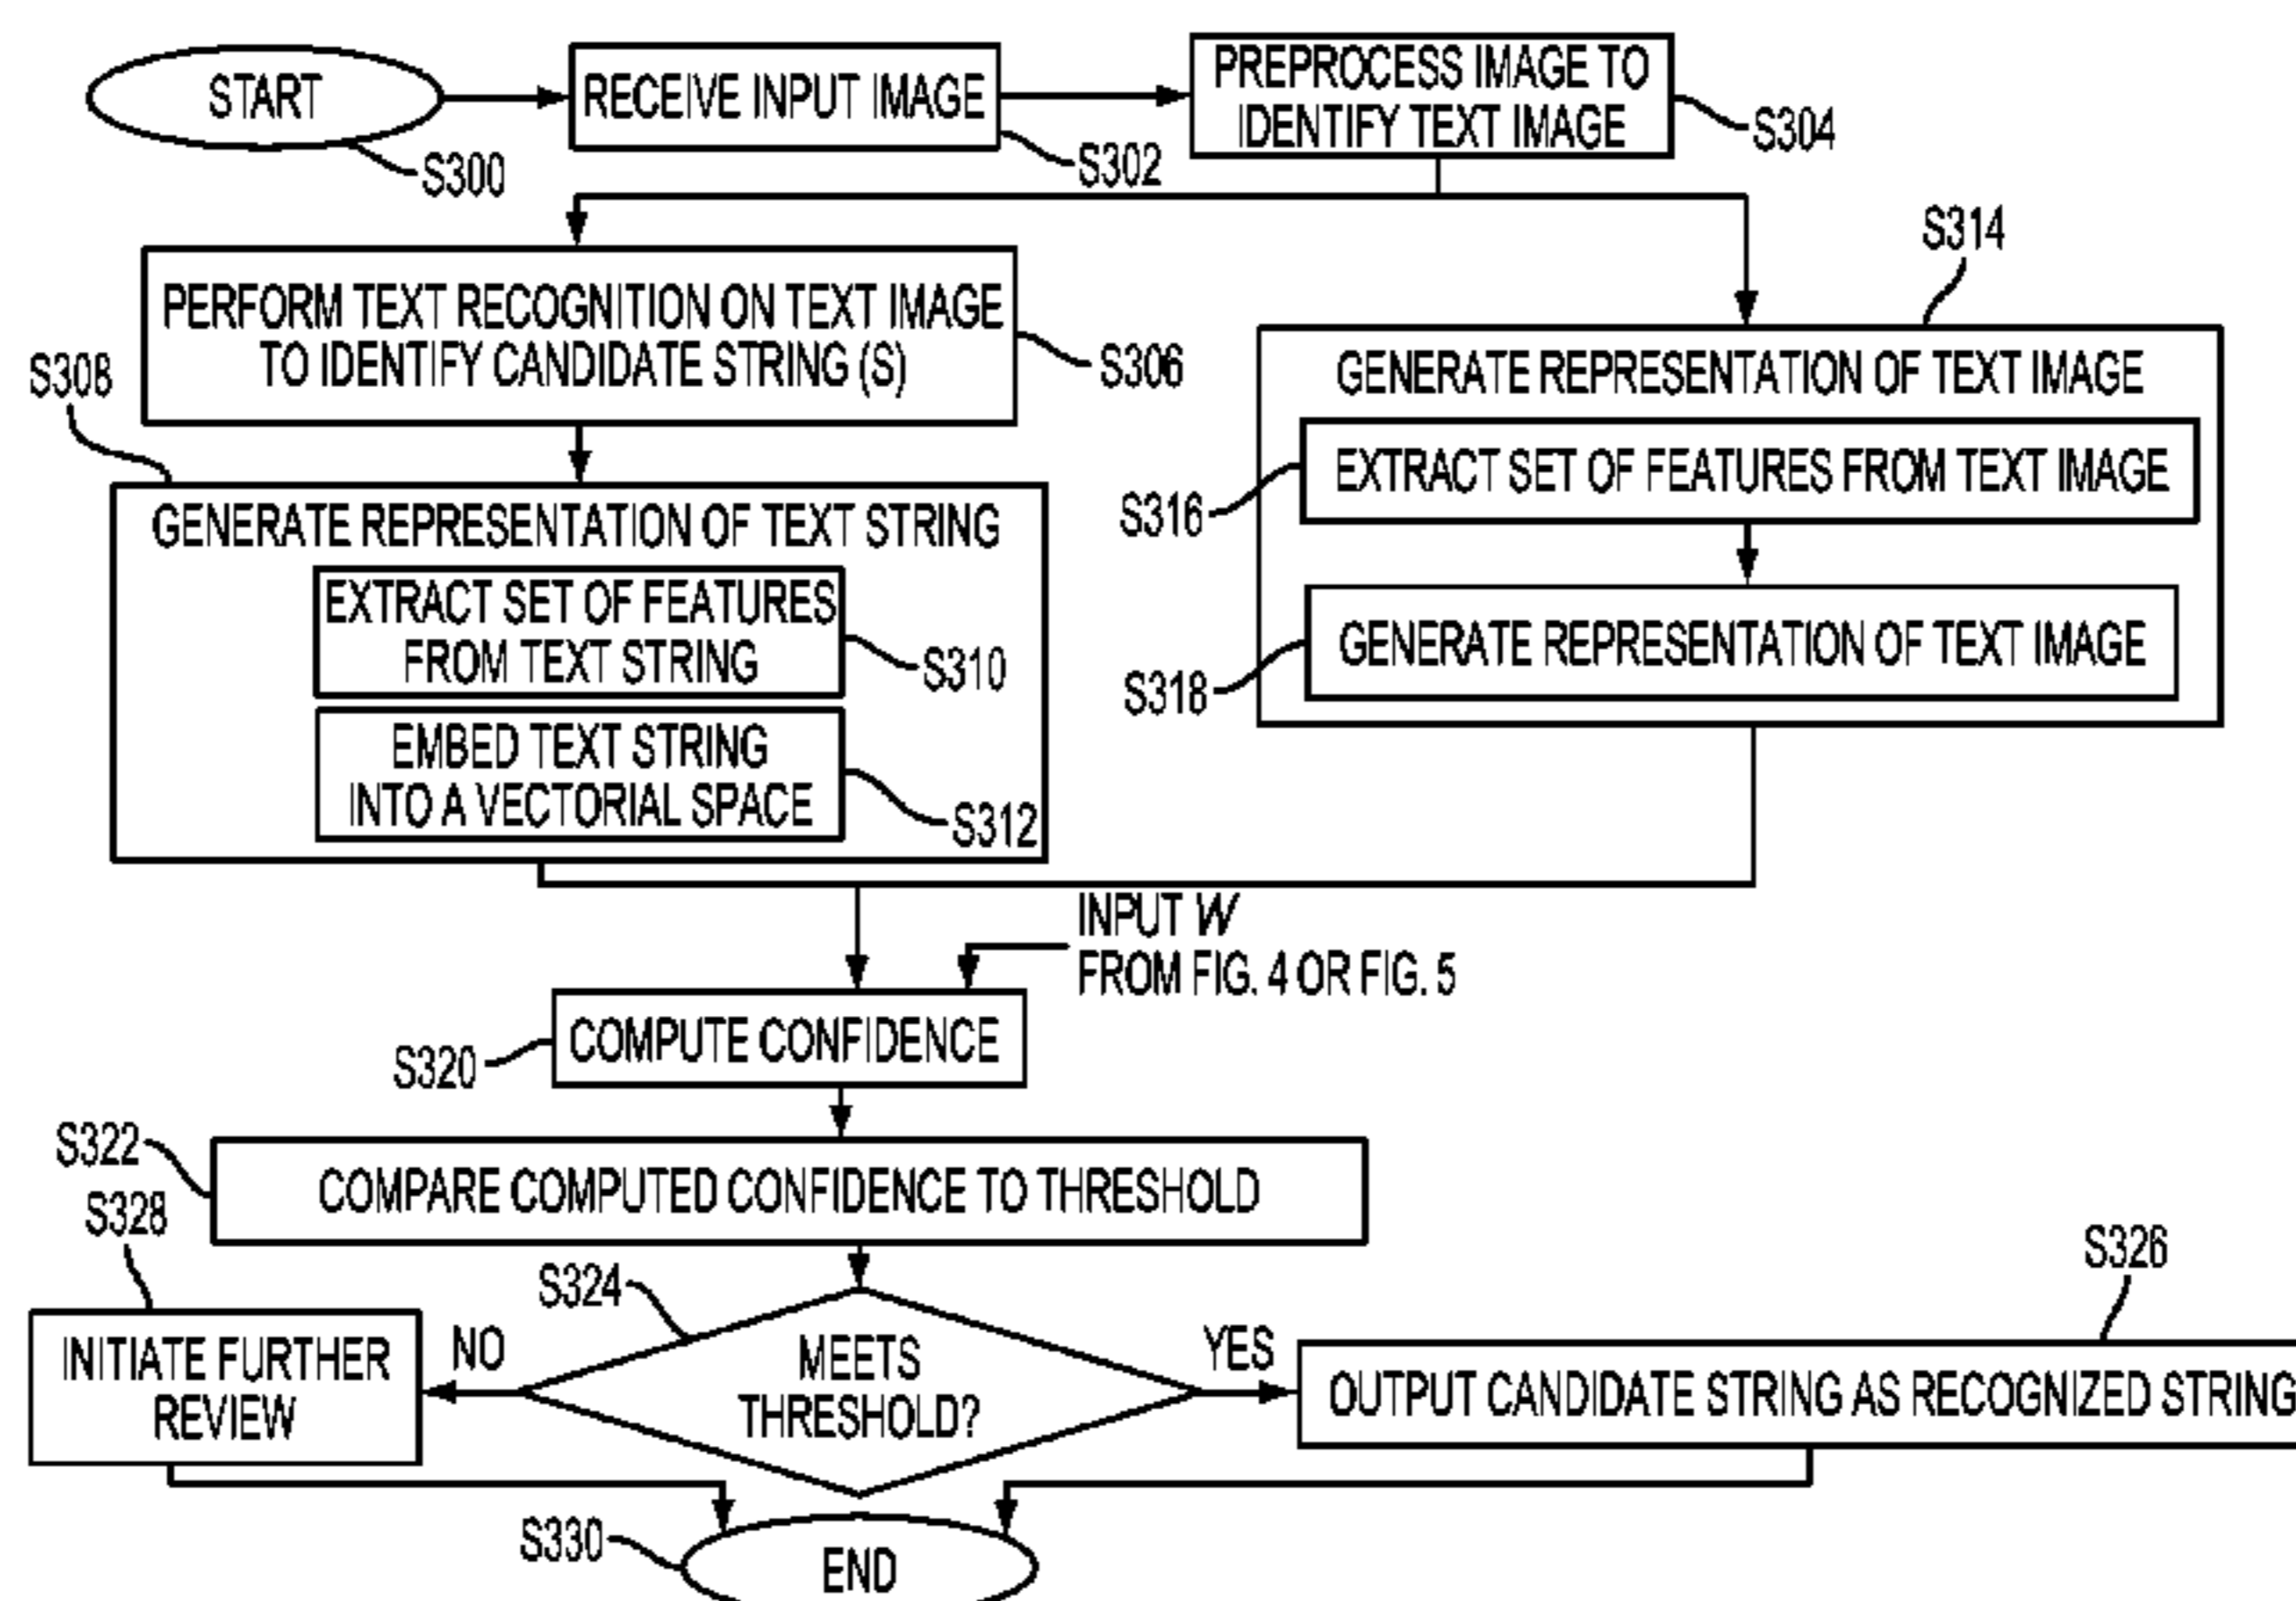 START
S300
RECEIVE INPUT IMAGE
S302
PREPROCESS IMAGE TO
IDENTIFY TEXT IMAGE
S304
PERFORM TEXT RECOGNITION ON TEXT IMAGE
TO IDENTIFY CANDIDATE STRING (S)
S306
S308
GENERATE REPRESENTATION OF TEXT STRING
EXTRACT SET OF FEATURES
FROM TEXT STRING
S310
EMBED TEXT STRING
INTO A VECTORIAL SPACE
S312
S314
GENERATE REPRESENTATION OF TEXT IMAGE
EXTRACT SET OF FEATURES FROM TEXT IMAGE
S316
GENERATE REPRESENTATION OF TEXT IMAGE
S318
INPUT W
FROM FIG. 4 OR FIG. 5
COMPUTE CONFIDENCE
S320
S322
COMPARE COMPUTED CONFIDENCE TO THRESHOLD
S324
MEETS
THRESHOLD?
NO
S328
INITIATE FURTHER
REVIEW
YES
S326
OUTPUT CANDIDATE STRING AS RECOGNIZED STRING
S330
END